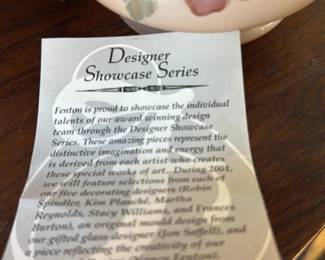 Designer
Showcase Series
Fenton is proud to showcase the individual
talents of our award winning design
team through the Designer Showcase
Series. These amazing pieces represent the
distinctive imagination and energy that
is derived from each artist who creates
these special works of art. During 2001,
we will feature selections from each of
our five decorating designers (Robin
Spindler, Kim Plauché, Martha
Reynolds, Stacy Williams, and Frances
Burton), an original mould design from
our gifted glass designer (Jon Saffell), and
a piece reflecting the creativity of our
Fenton).